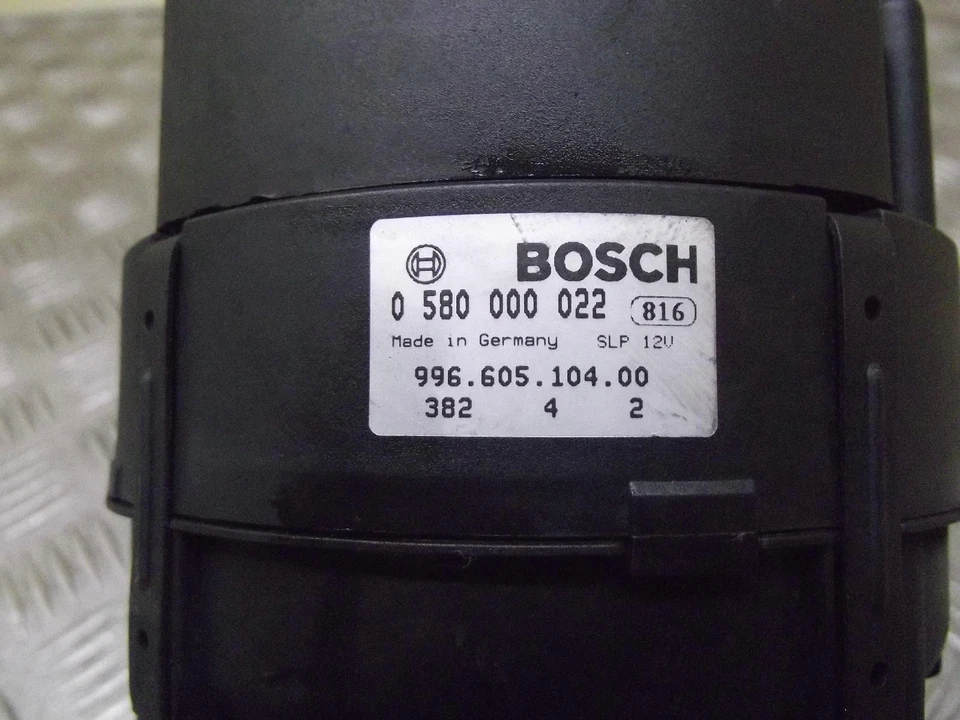 BOSCH
0 580 000 022 816
Made in Germany SLP 12V
996.605.104.00
382 4 2